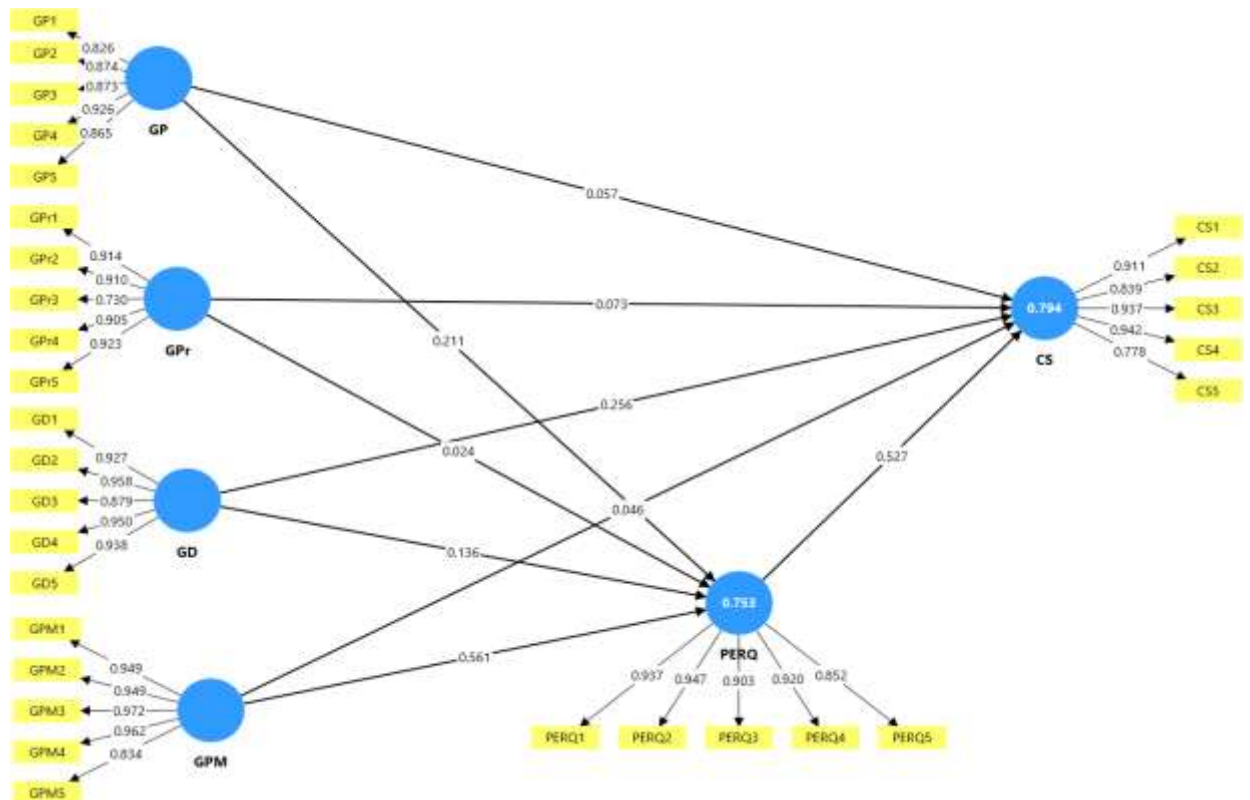 GP1
GP2
GP3
GP4
GP5
0.826
0.874
0.873
0.926
0.865
GP
GPr1
GPr2
GPr3
GPr4
GPr5
0.914
0.910
0.730
0.905
0.923
GPr
GD1
GD2
GD3
GD4
GD5
0.927
0.958
0.879
0.950
0.938
GD
GPM1
GPM2
GPM3
GPM4
GPM5
0.949
0.949
0.972
0.962
0.834
GPM
0.057
0.211
0.073
0.024
0.256
0.136
0.046
0.561
0.527
0.794
CS
0.911
0.839
0.937
0.942
0.778
CS1
CS2
CS3
CS4
CS5
0.753
PERQ
0.937
0.947
0.903
0.920
0.852
PERQ1
PERQ2
PERQ3
PERQ4
PERQ5